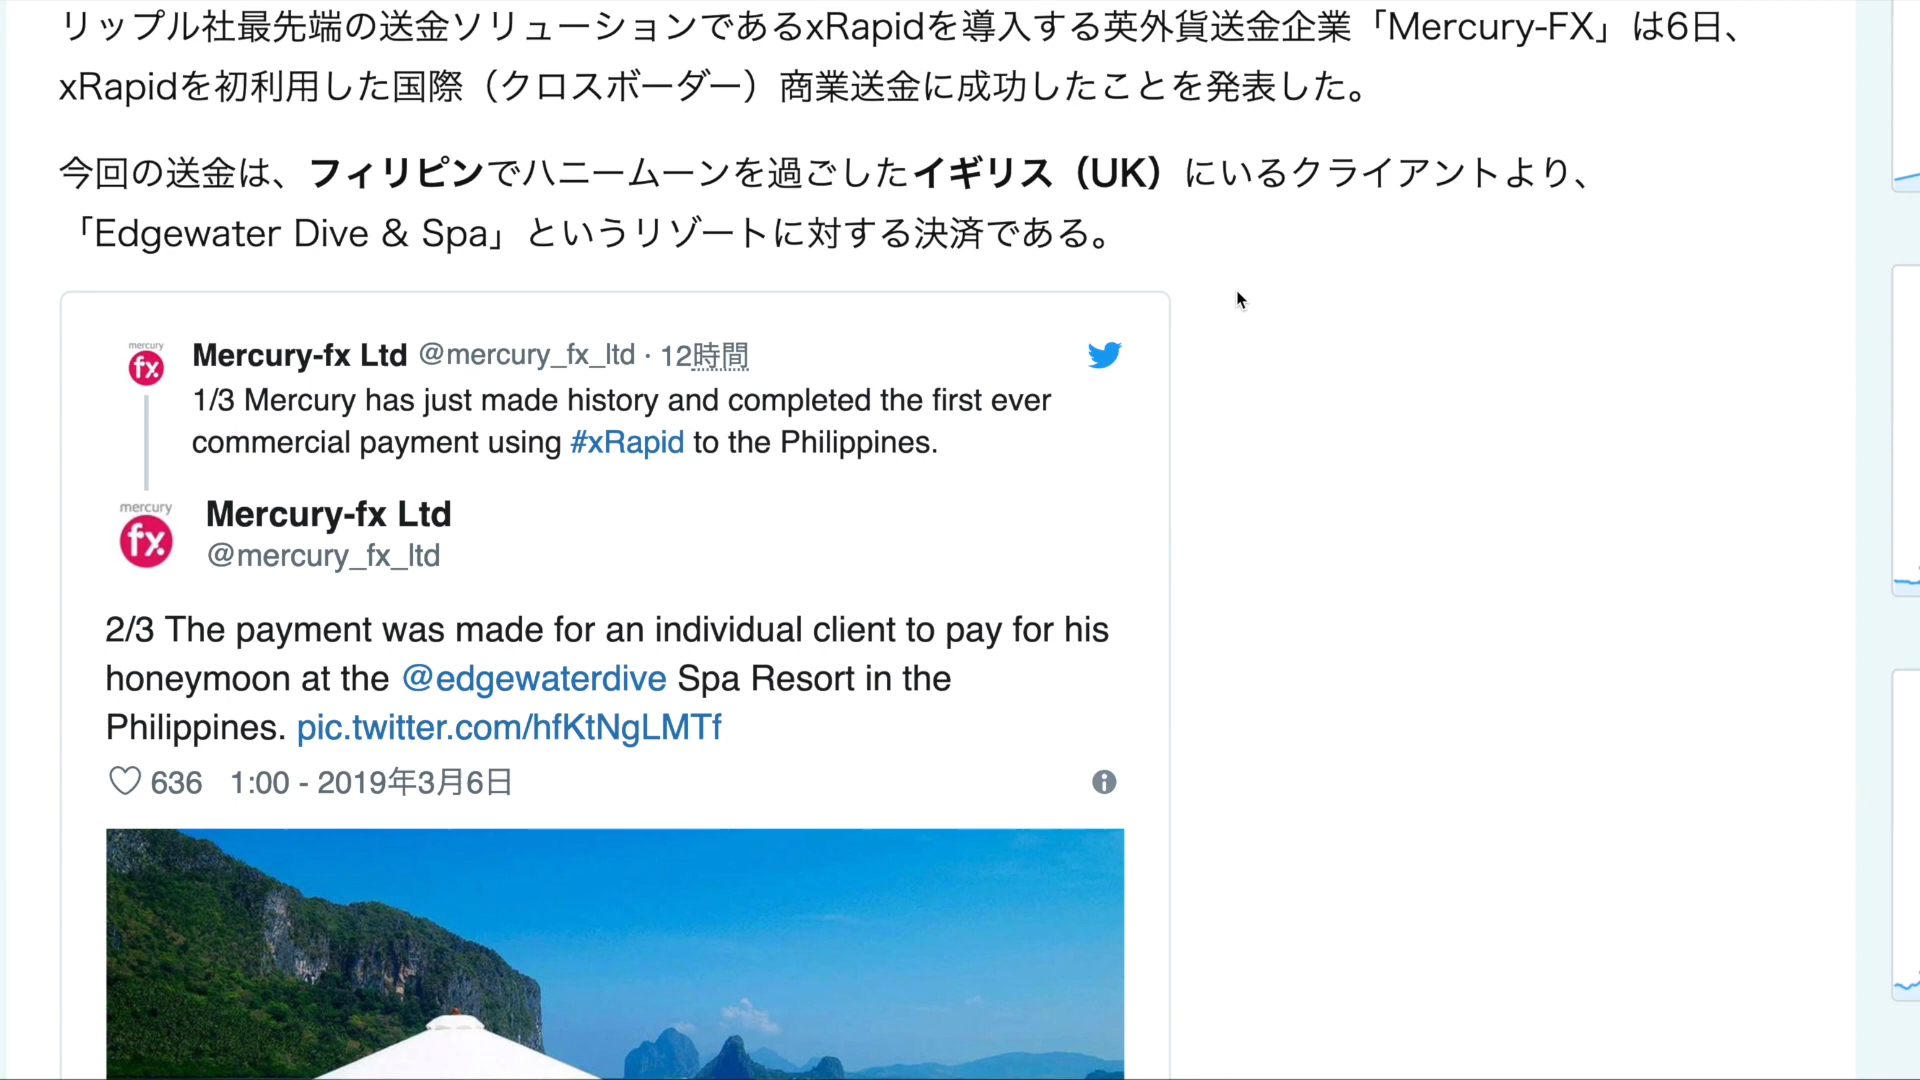 リップル社最先端の送金ソリューションであるxRapidを導入する英外貨送金企業「Mercury-FX」は6日、
xRapidを初利用した国際（クロスボーダー）商業送金に成功したことを発表した。
今回の送金は、フィリピンでハニームーンを過ごしたイギリス（UK）にいるクライアントより、
「Edgewater Dive & Spa」というリゾートに対する決済である。
mercury
fx
Mercury-fx Ltd @mercury_fx_ltd · 12時間
1/3 Mercury has just made history and completed the first ever
commercial payment using #xRapid to the Philippines.
mercury
fx
Mercury-fx Ltd
@mercury_fx_ltd
2/3 The payment was made for an individual client to pay for his
honeymoon at the @edgewaterdive Spa Resort in the
Philippines. pic.twitter.com/hfKtNgLMTf
636 1:00 - 2019年3月6日